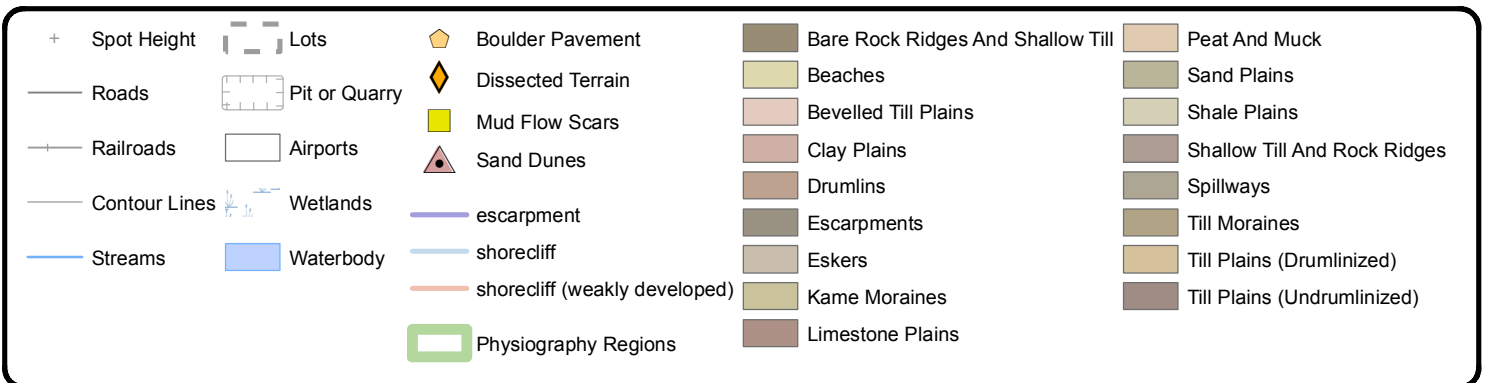 Spot Height
Roads
Railroads
Contour Lines
Streams
Lots
Pit or Quarry
Airports
Wetlands
Waterbody
Boulder Pavement
Dissected Terrain
Mud Flow Scars
Sand Dunes
escarpment
shorecliff
shorecliff (weakly developed)
Physiography Regions
Bare Rock Ridges And Shallow Till
Beaches
Bevelled Till Plains
Clay Plains
Drumlins
Escarpments
Eskers
Kame Moraines
Limestone Plains
Peat And Muck
Sand Plains
Shale Plains
Shallow Till And Rock Ridges
Spillways
Till Moraines
Till Plains (Drumlinized)
Till Plains (Undrumlinized)